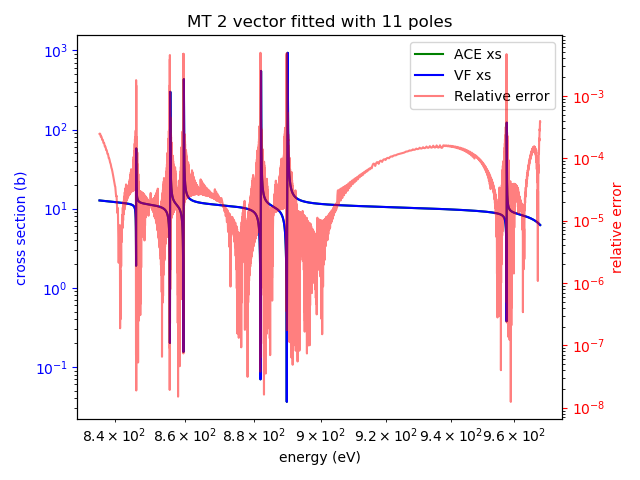 MT 2 vector fitted with 11 poles
ACE xs
VF xs
Relative error
cross section (b)
10³
10²
10¹
10⁰
10⁻¹
10⁻³
10⁻⁴
10⁻⁵
10⁻⁶
10⁻⁷
10⁻⁸
relative error
8.4 × 10² 8.6 × 10² 8.8 × 10² 9 × 10² 9.2 × 10² 9.4 × 10² 9.6 × 10²
energy (eV)